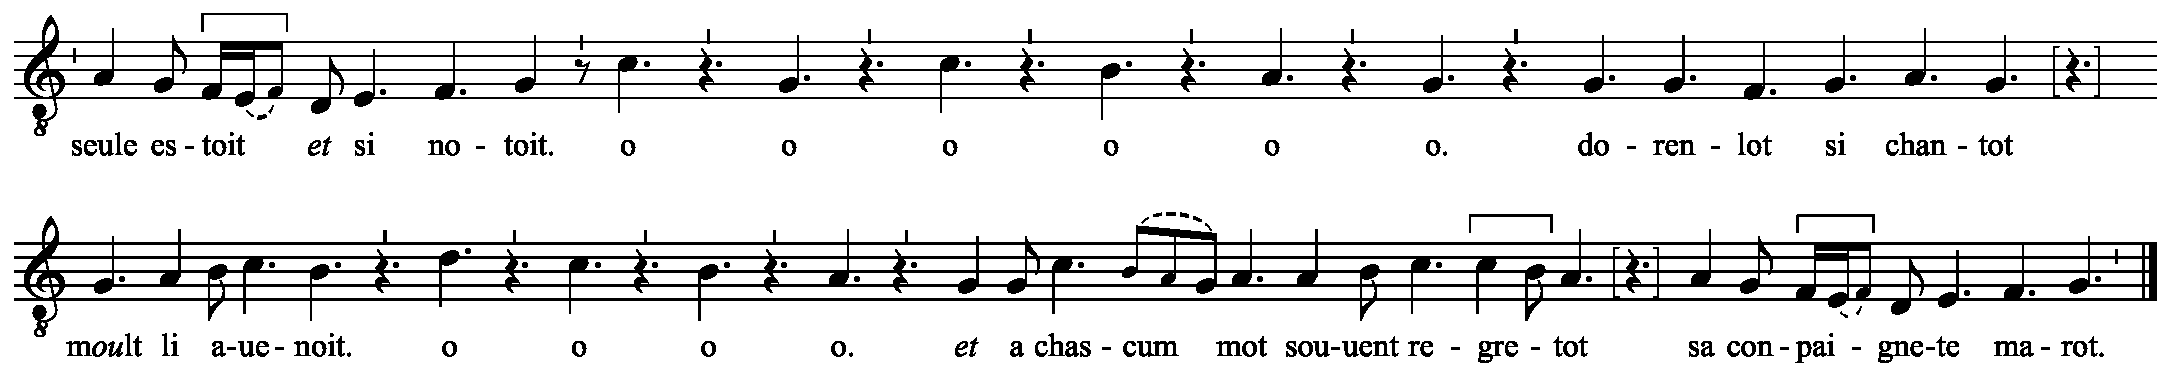 seule es - toit et si no - toit. o o o o o o. do - ren - lot si chan - tot
moult li a - ue - noit. o o o o. et a chas - cum mot sou - uent re - gre - tot sa con - pai - gne - te ma - rot.